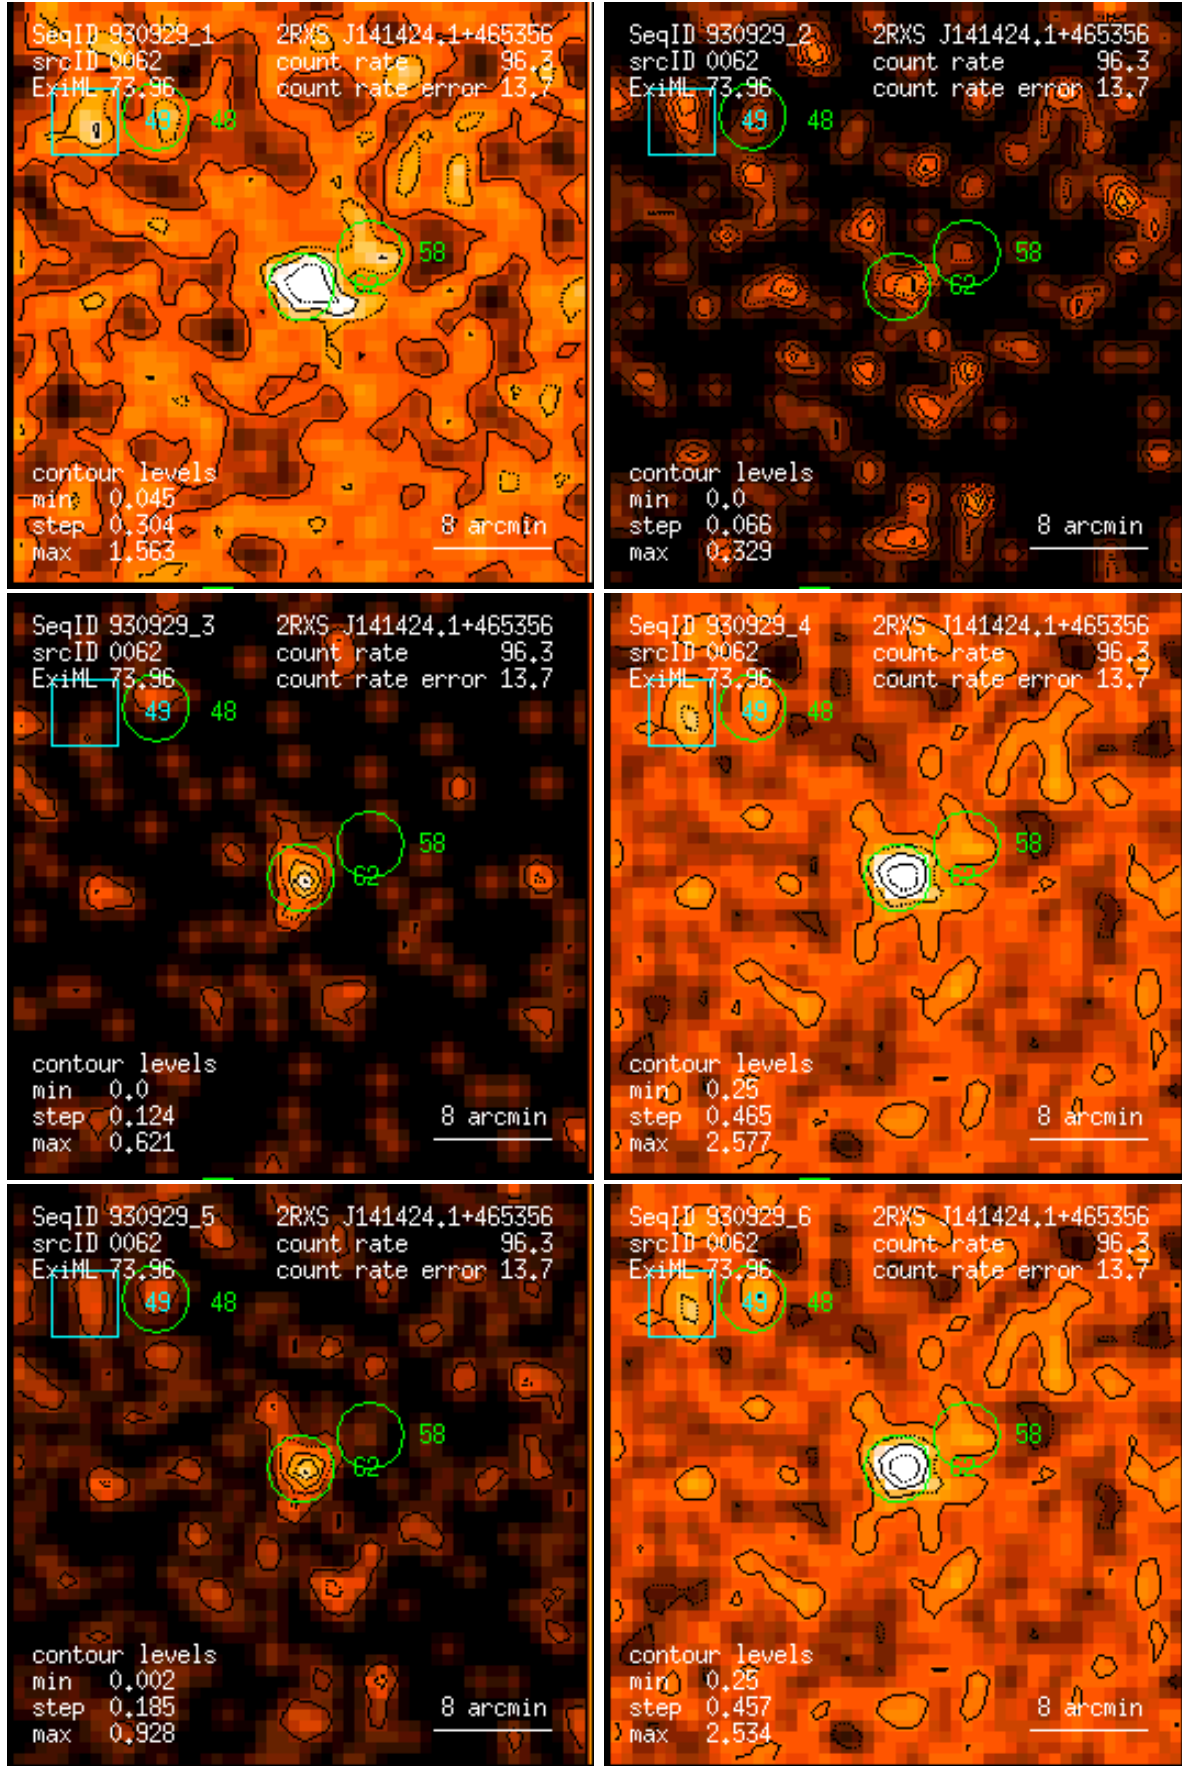 SeqID 930929_1 2RXS J141424.1+465356
srcID 0062 count rate 96.3
ExiML 73.96 count rate error 13.7
49 48
58
62
contour levels
min 0.045
step 0.304 8 arcmin
max 1.563
SeqID 930929_2 2RXS J141424.1+465356
srcID 0062 count rate 96.3
ExiML 73.96 count rate error 13.7
49 48
58
62
contour levels
min 0.0
step 0.066 8 arcmin
max 0.329
SeqID 930929_3 2RXS J141424.1+465356
srcID 0062 count rate 96.3
ExiML 73.96 count rate error 13.7
49 48
58
62
contour levels
min 0.0
step 0.124 8 arcmin
max 0.621
SeqID 930929_4 2RXS J141424.1+465356
srcID 0062 count rate 96.3
ExiML 73.96 count rate error 13.7
49 48
58
62
contour levels
min 0.25
step 0.465 8 arcmin
max 2.577
SeqID 930929_5 2RXS J141424.1+465356
srcID 0062 count rate 96.3
ExiML 73.96 count rate error 13.7
49 48
58
62
contour levels
min 0.002
step 0.185 8 arcmin
max 0.928
SeqID 930929_6 2RXS J141424.1+465356
srcID 0062 count rate 96.3
ExiML 73.96 count rate error 13.7
49 48
58
62
contour levels
min 0.25
step 0.457 8 arcmin
max 2.534